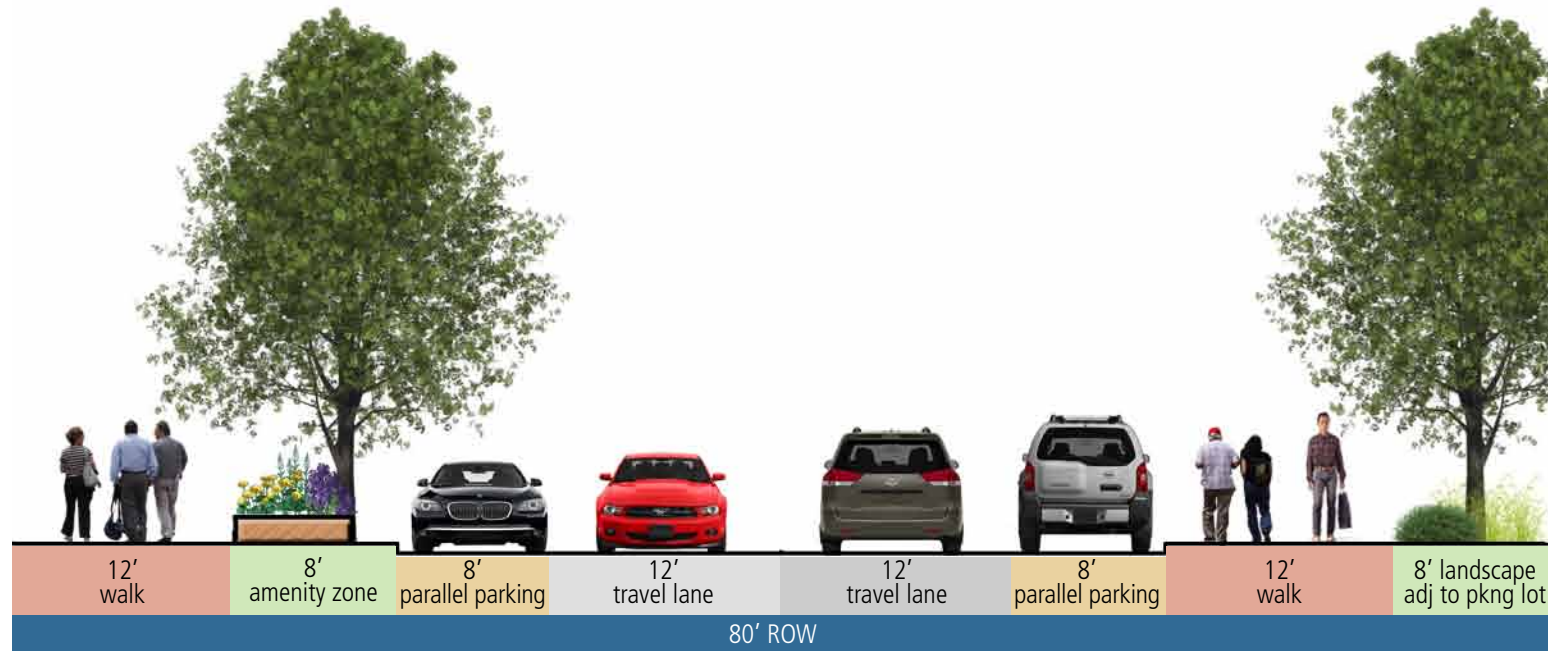 12’
walk
8’
amenity zone
8’
parallel parking
12’
travel lane
12’
travel lane
8’
parallel parking
12’
walk
8’ landscape
adj to pkng lot
80’ ROW